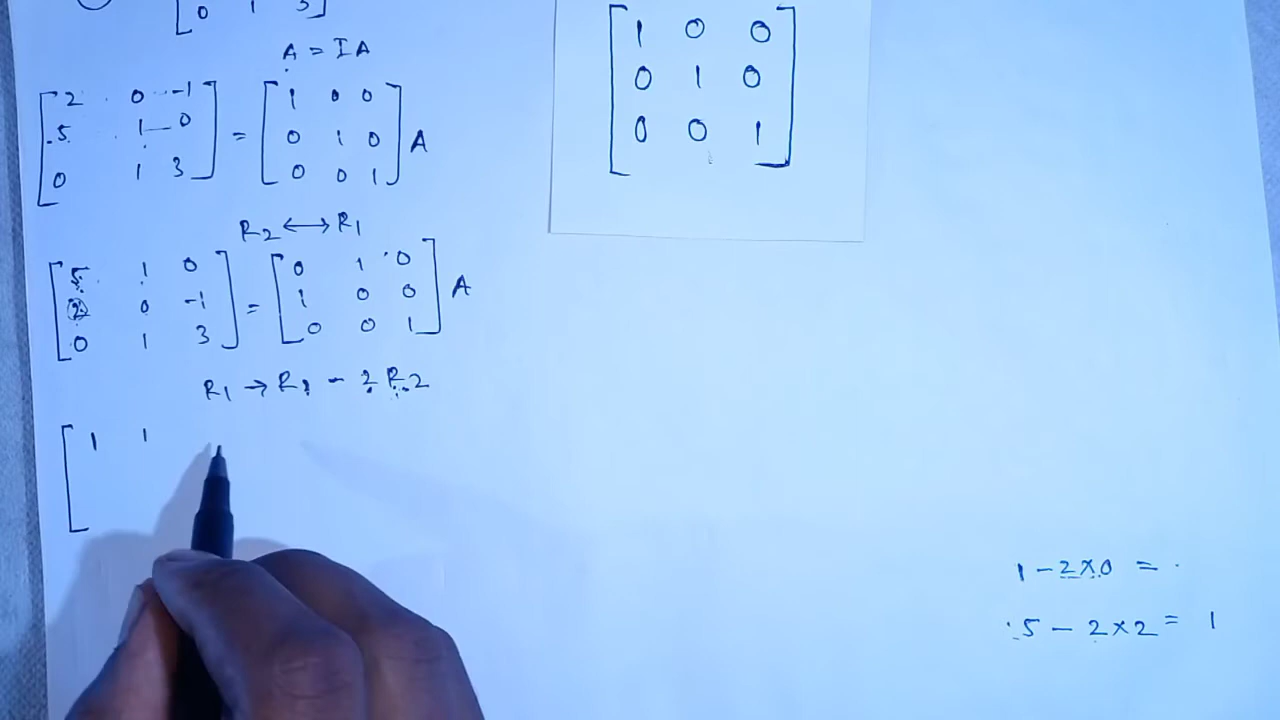 0 1 3
A = I A
2 0 -1 1 0 0
5 1 0 = 0 1 0 A
0 1 3 0 0 1
R2 ↔ R1
5 1 0 0 1 0
2 0 -1 = 1 0 0 A
0 1 3 0 0 1
R1 → R1 - 2 R2
1 1
1 0 0
0 1 0
0 0 1
1 - 2 × 0 =
5 - 2 × 2 = 1